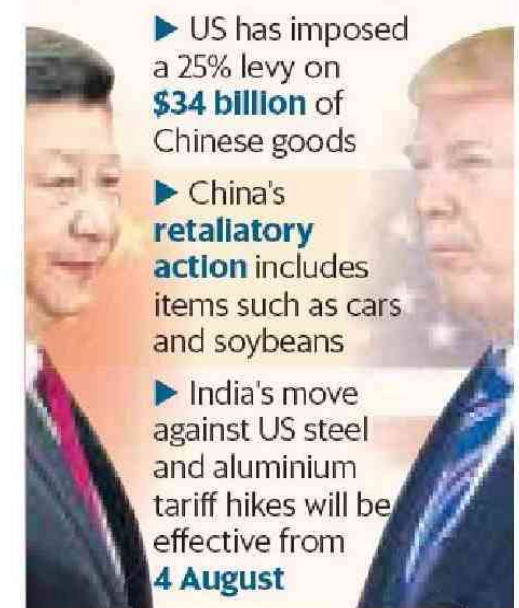 ▶ US has imposed
a 25% levy on
$34 billion of
Chinese goods
▶ China's
retaliatory
action includes
items such as cars
and soybeans
▶ India's move
against US steel
and aluminium
tariff hikes will be
effective from
4 August